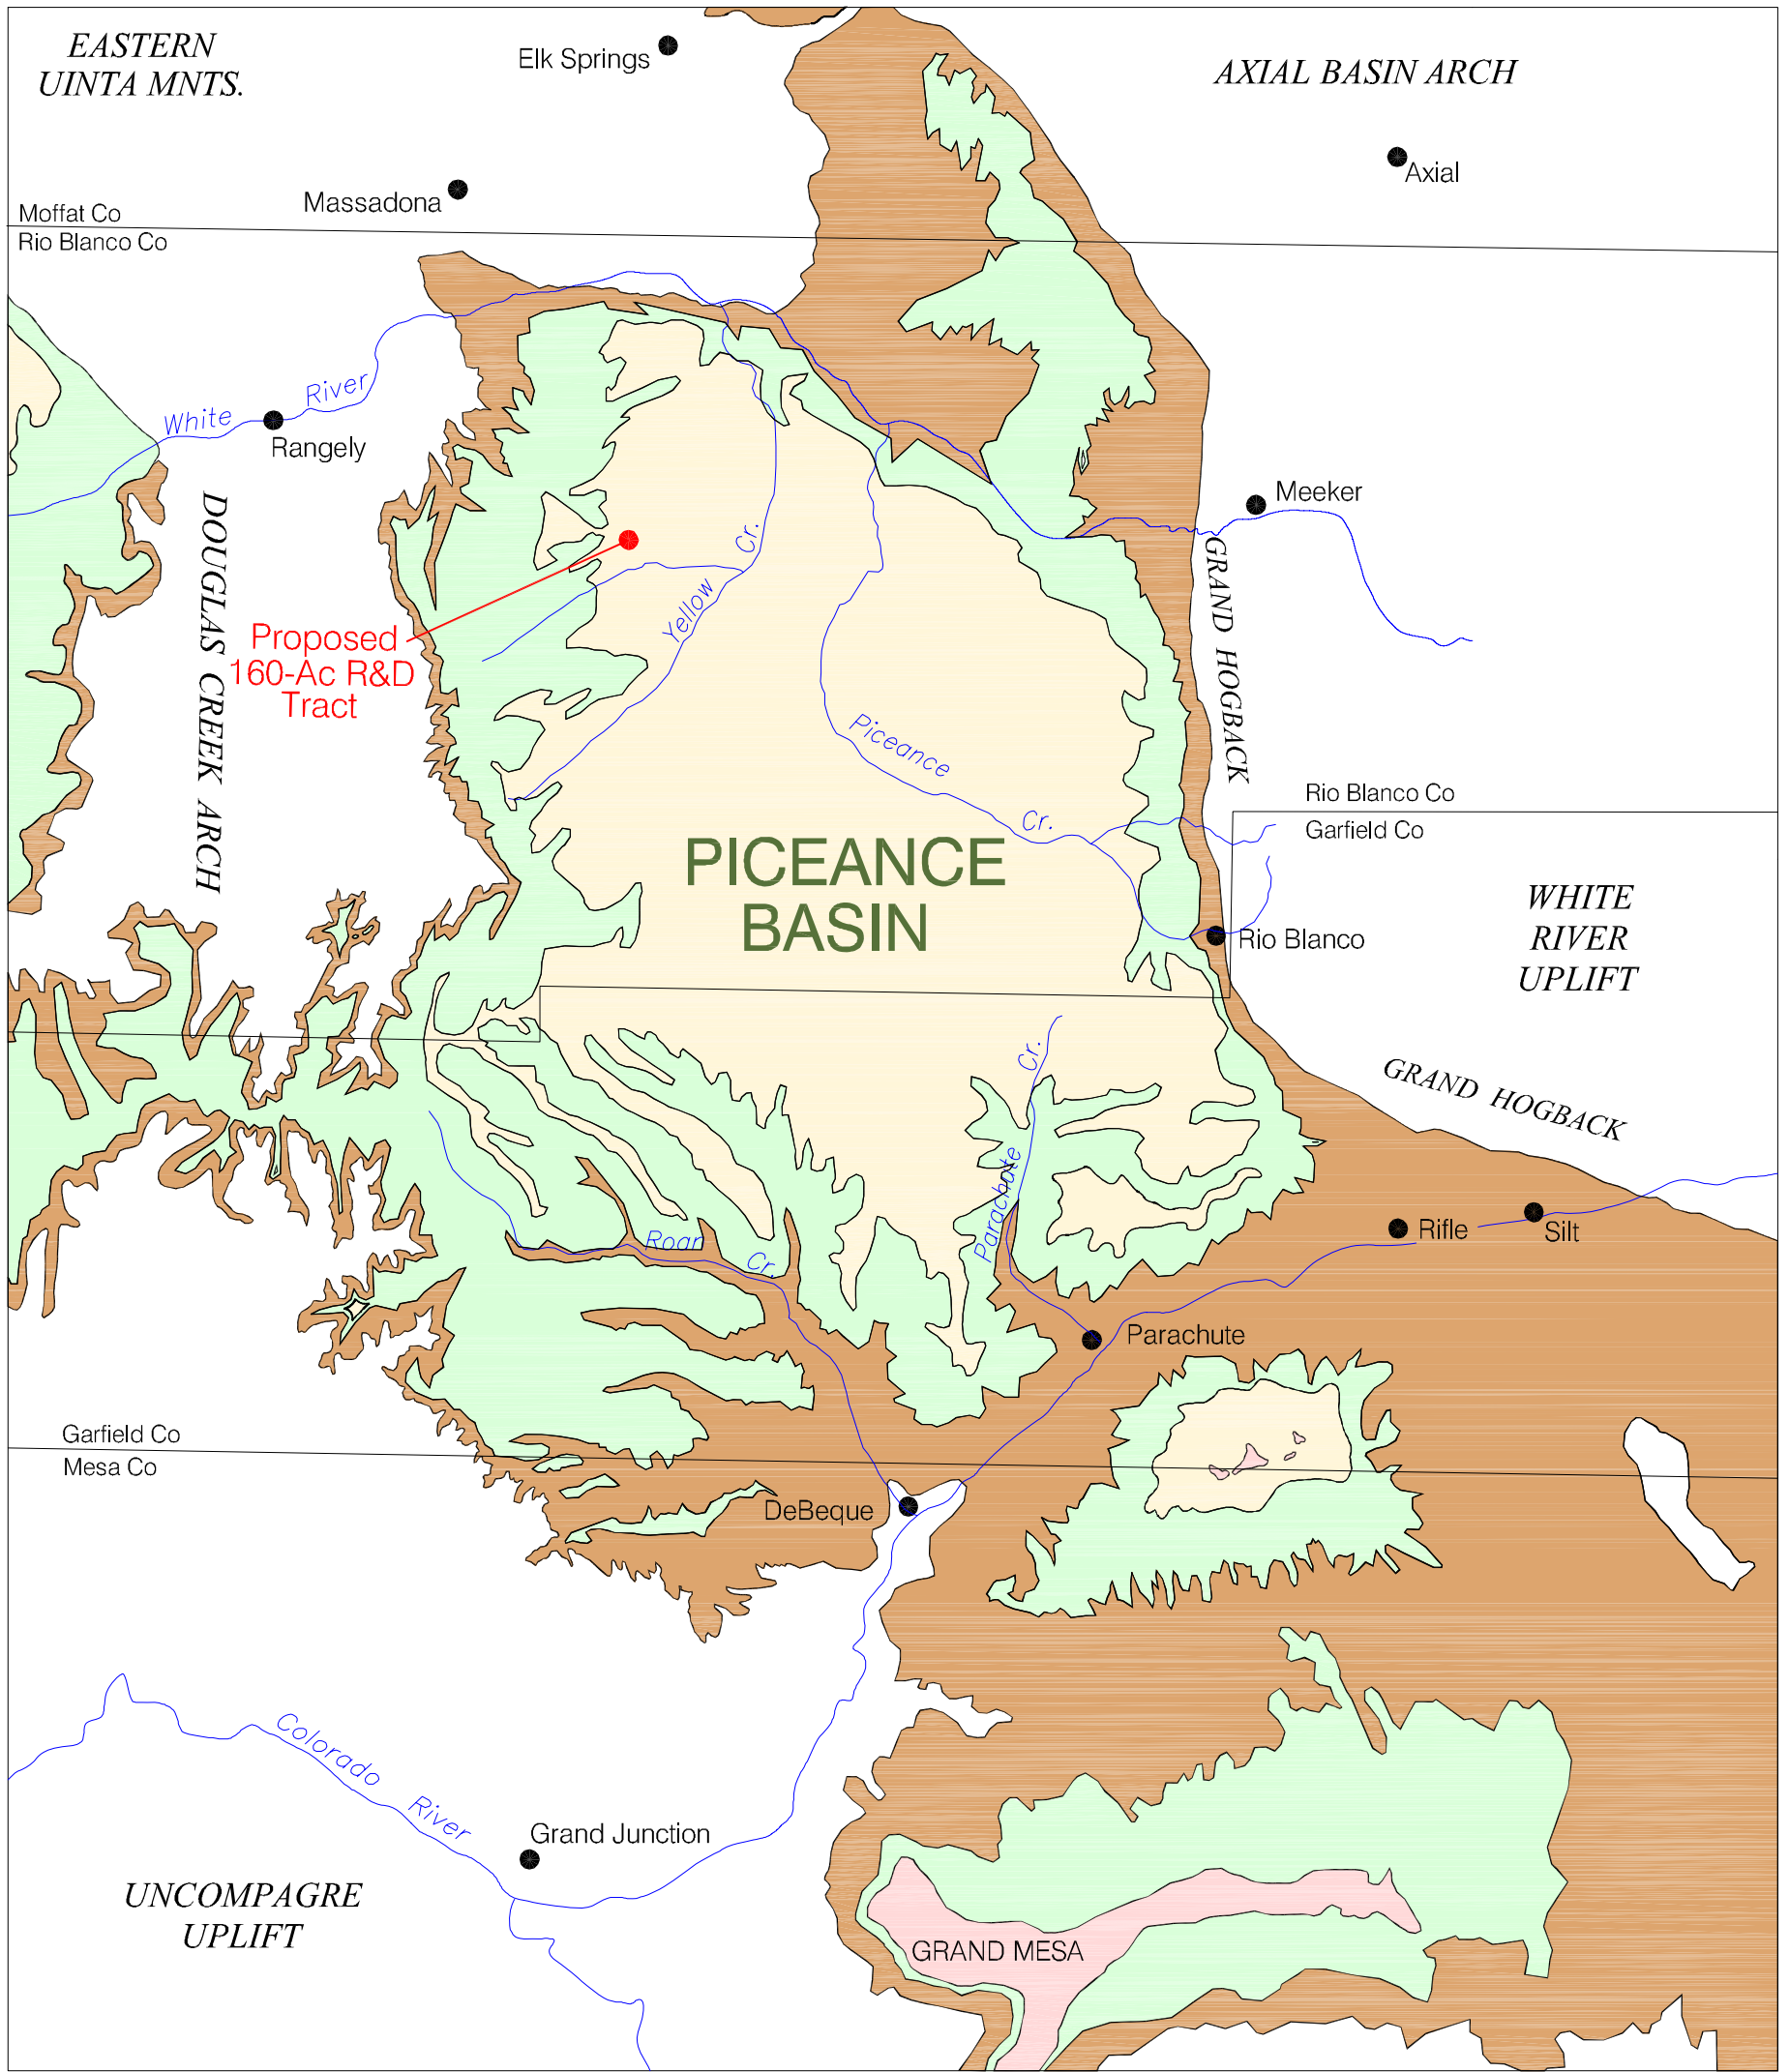 EASTERN
UINTA MNTS.
Elk Springs
AXIAL BASIN ARCH
Axial
Massadona
Moffat Co
Rio Blanco Co
White River
Rangely
Meeker
DOUGLAS CREEK ARCH
GRAND HOGBACK
Yellow Cr.
Proposed
160-Ac R&D
Tract
Piceance Cr.
Rio Blanco Co
Garfield Co
PICEANCE
BASIN
WHITE
RIVER
UPLIFT
Rio Blanco
GRAND HOGBACK
Parachute Cr.
Roan Cr.
Rifle
Silt
Parachute
Garfield Co
Mesa Co
DeBeque
Colorado River
Grand Junction
UNCOMPAGRE
UPLIFT
GRAND MESA